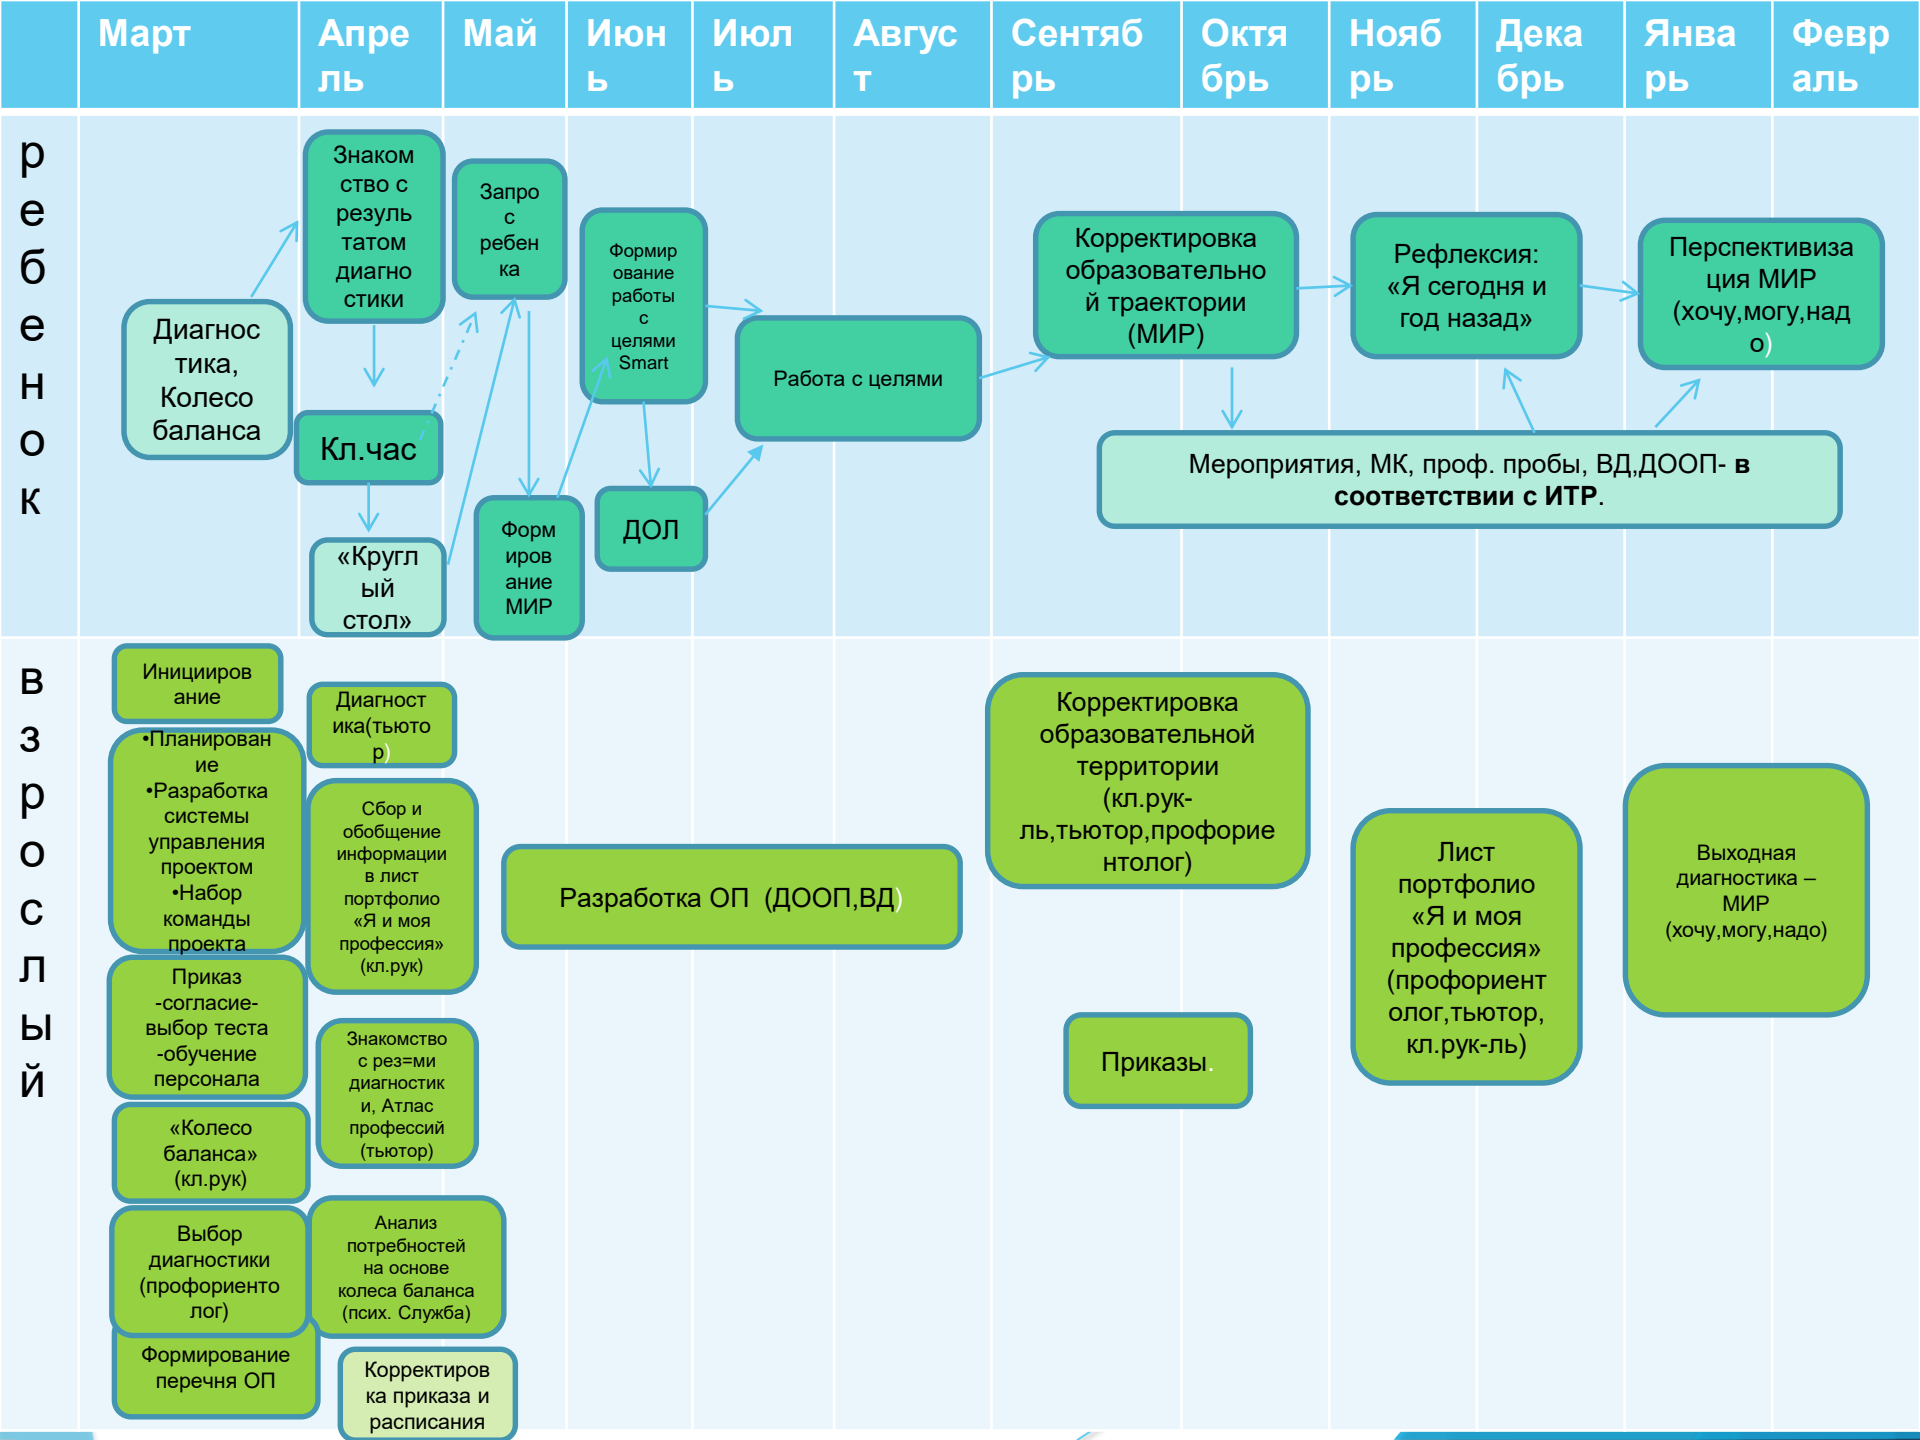 Март
Апре
ль
Май
Июн
ь
Июл
ь
Авгус
т
Сентяб
рь
Октя
брь
Нояб
рь
Дека
брь
Янва
рь
Февр
аль
р
е
б
е
н
о
к
Диагнос
тика,
Колесо
баланса
Знаком
ство с
резуль
татом
диагно
стики
Кл.час
«Кругл
ый
стол»
Запро
с
ребен
ка
Форм
иров
ание
МИР
Формир
ование
работы
с
целями
Smart
ДОЛ
Работа с целями
Корректировка
образовательно
й траектории
(МИР)
Рефлексия:
«Я сегодня и
год назад»
Перспективиза
ция МИР
(хочу,могу,над
о)
Мероприятия, МК, проф. пробы, ВД,ДООП- в
соответствии с ИТР.
в
з
р
о
с
л
ы
й
Инициров
ание
•Планирован
ие
•Разработка
системы
управления
проектом
•Набор
команды
проекта
Приказ
-согласие-
выбор теста
-обучение
персонала
«Колесо
баланса»
(кл.рук)
Выбор
диагностики
(профориенто
лог)
Формирование
перечня ОП
Диагност
ика(тьюто
р)
Сбор и
обобщение
информации
в лист
портфолио
«Я и моя
профессия»
(кл.рук)
Знакомство
с рез=ми
диагностик
и, Атлас
профессий
(тьютор)
Анализ
потребностей
на основе
колеса баланса
(псих. Служба)
Корректиров
ка приказа и
расписания
Разработка ОП (ДООП,ВД)
Корректировка
образовательной
территории
(кл.рук-
ль,тьютор,профорие
нтолог)
Приказы.
Лист
портфолио
«Я и моя
профессия»
(профориент
олог,тьютор,
кл.рук-ль)
Выходная
диагностика –
МИР
(хочу,могу,надо)